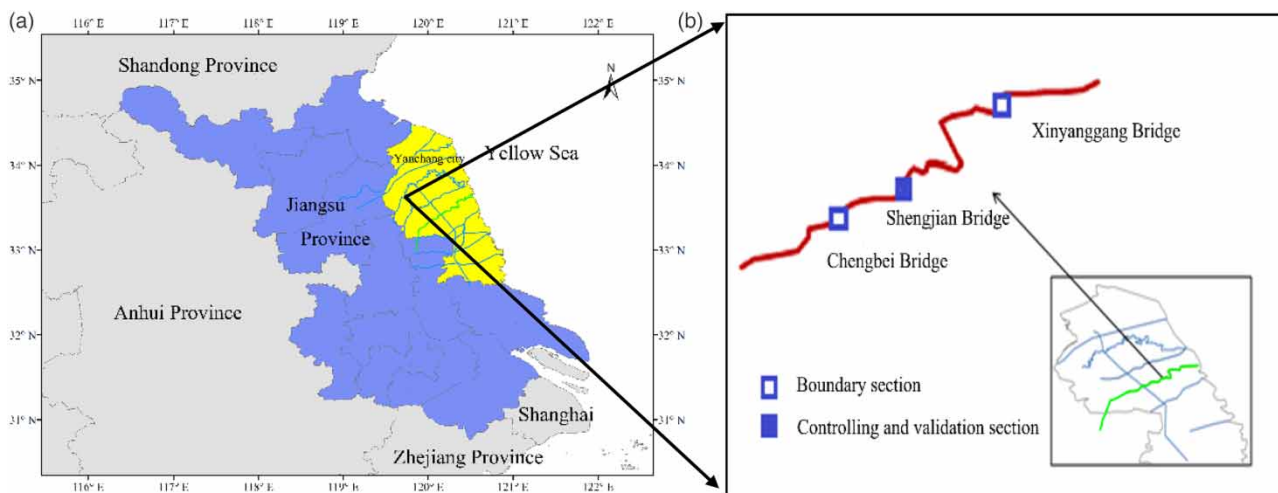 (a)
116° E 117° E 118° E 119° E 120° E 121° E 122° E
N
35° N
35° N
34° N
34° N
33° N
33° N
32° N
32° N
31° N
31° N
Shandong Province
Yanchang city
Yellow Sea
Jiangsu
Province
Anhui Province
Shanghai
Zhejiang Province
116° E 117° E 118° E 119° E 120° E 121° E 122° E
(b)
Xinyanggang Bridge
Shengjian Bridge
Chengbei Bridge
Boundary section
Controlling and validation section